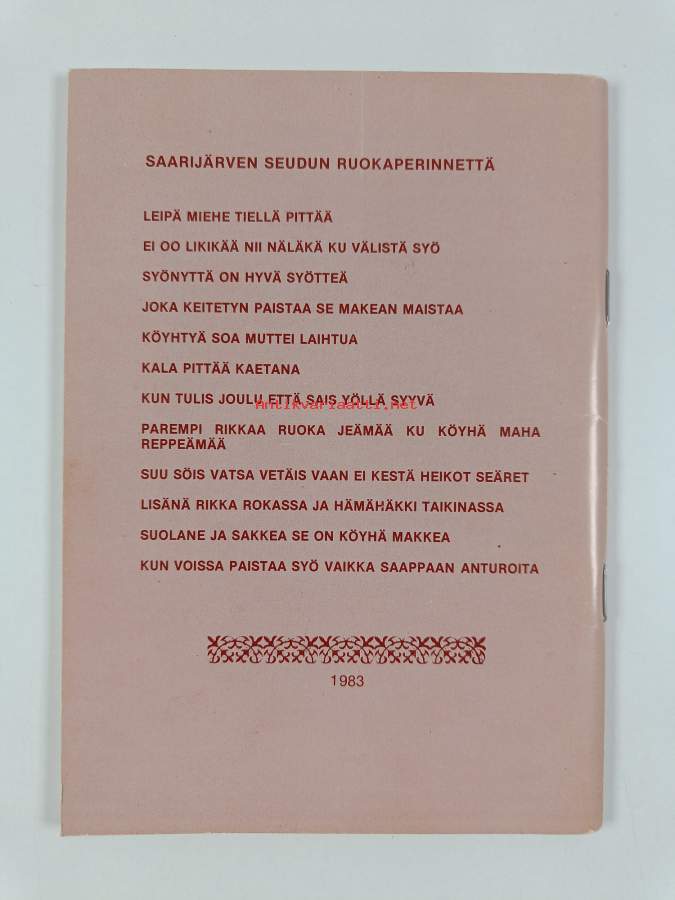 SAARIJÄRVEN SEUDUN RUOKAPERINNETTÄ
LEIPÄ MIEHE TIELLÄ PITTÄÄ
EI OO LIKIKÄÄ NII NÄLÄKÄ KU VÄLISTÄ SYÖ
SYÖNYTTÄ ON HYVÄ SYÖTTEÄ
JOKA KEITETYN PAISTAA SE MAKEAN MAISTAA
KÖYHTYÄ SOA MUTTEI LAIHTUA
KALA PITTÄÄ KAETANA
KUN TULIS JOULU ETTÄ SAIS YÖLLÄ SYYVÄ
antikvariaatti.net
PAREMPI RIKKAA RUOKA JEÄMÄÄ KU KÖYHÄ MAHA
REPPEÄMÄÄ
SUU SÖIS VATSA VETÄIS VAAN EI KESTÄ HEIKOT SEÄRET
LISÄNÄ RIKKA ROKASSA JA HÄMÄHÄKKI TAIKINASSA
SUOLANE JA SAKKEA SE ON KÖYHÄ MAKKEA
KUN VOISSA PAISTAA SYÖ VAIKKA SAAPPAAN ANTUROITA
1983